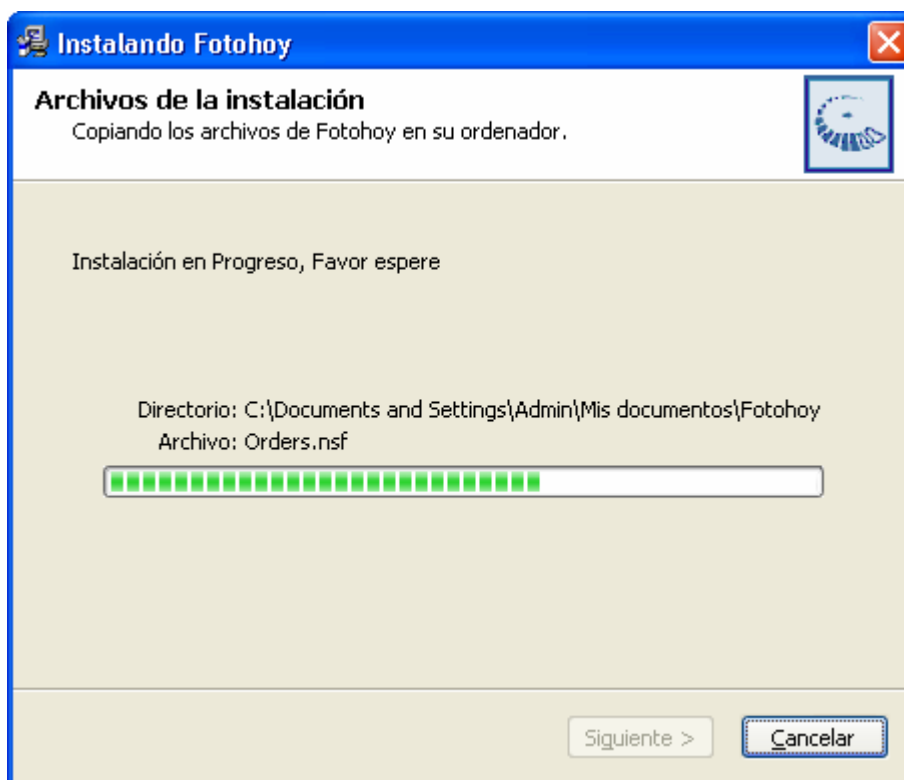 Instalando Fotohoy
Archivos de la instalación
Copiando los archivos de Fotohoy en su ordenador.
Instalación en Progreso, Favor espere
Directorio: C:\Documents and Settings\Admin\Mis documentos\Fotohoy
Archivo: Orders.nsf
Siguiente > Cancelar